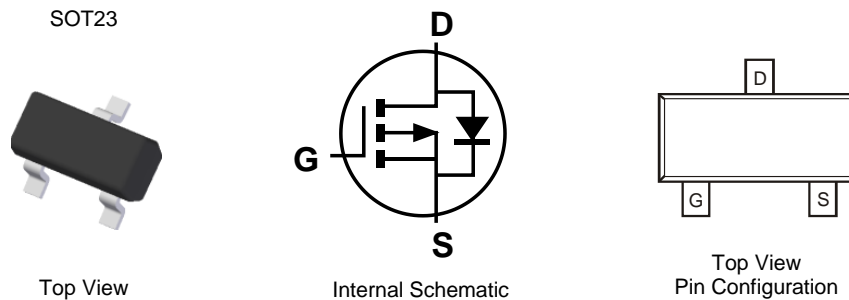 SOT23
Top View
D
G
S
Internal Schematic
D
G
S
Top View
Pin Configuration